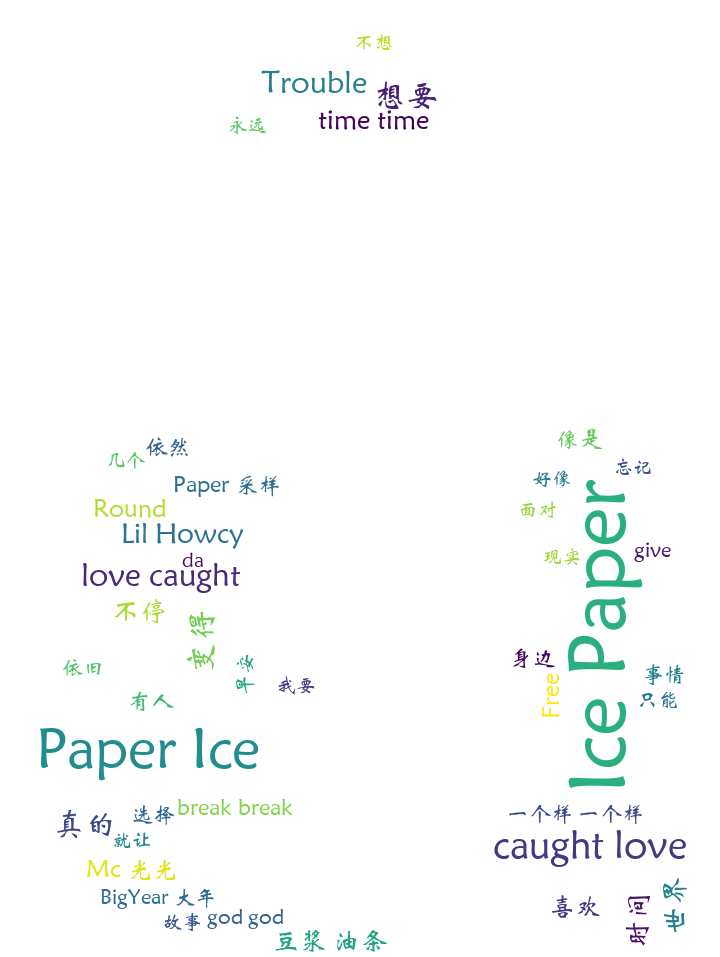 不想
Trouble
想要
永远
time time
依然
几个
Paper 采样
Round
Lil Howcy
da
love caught
不停
变得
依旧
早安
我要
有人
Paper Ice
真的
选择
break break
就让
Mc 光光
BigYear 大年
故事
god god
豆浆 油条
像是
忘记
好像
面对
现实
give
Ice Paper
身边
Free
事情
只能
一个样 一个样
caught love
喜欢
时间
世界